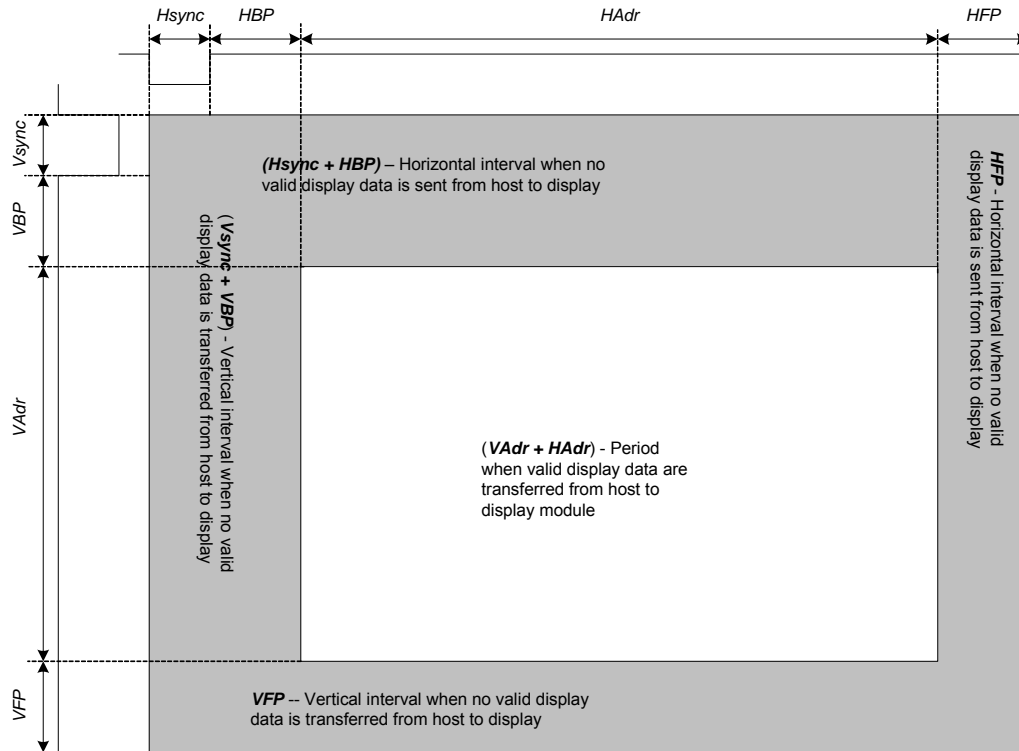 Hsync HBP HAdr HFP
Vsync
VBP
VAdr
VFP
(Hsync + HBP) – Horizontal interval when no
valid display data is sent from host to display
(Vsync + VBP) - Vertical interval when no valid
display data is transferred from host to display
HFP - Horizontal interval when no valid
display data is sent from host to display
(VAdr + HAdr) - Period
when valid display data are
transferred from host to
display module
VFP -- Vertical interval when no valid display
data is transferred from host to display